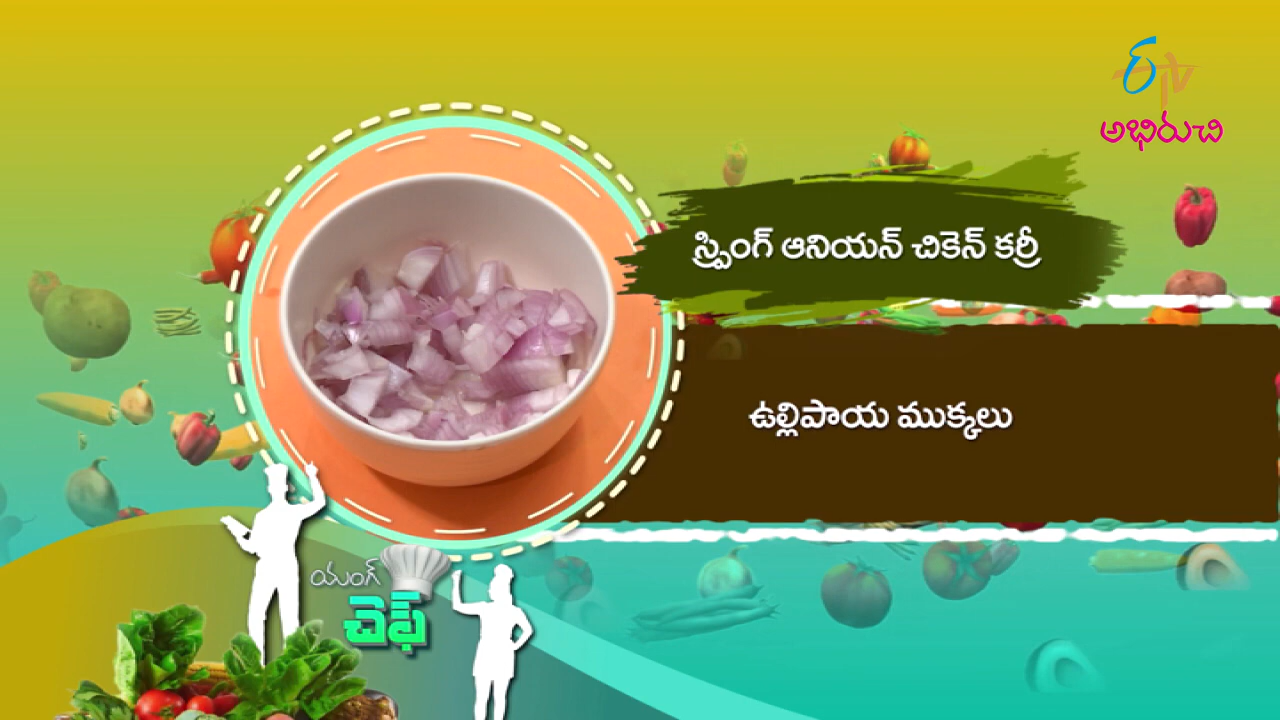 ETV
అభిరుచి
స్ప్రింగ్ ఆనియన్ చికెన్ కర్రీ
ఉల్లిపాయ ముక్కలు
యంగ్
చెఫ్